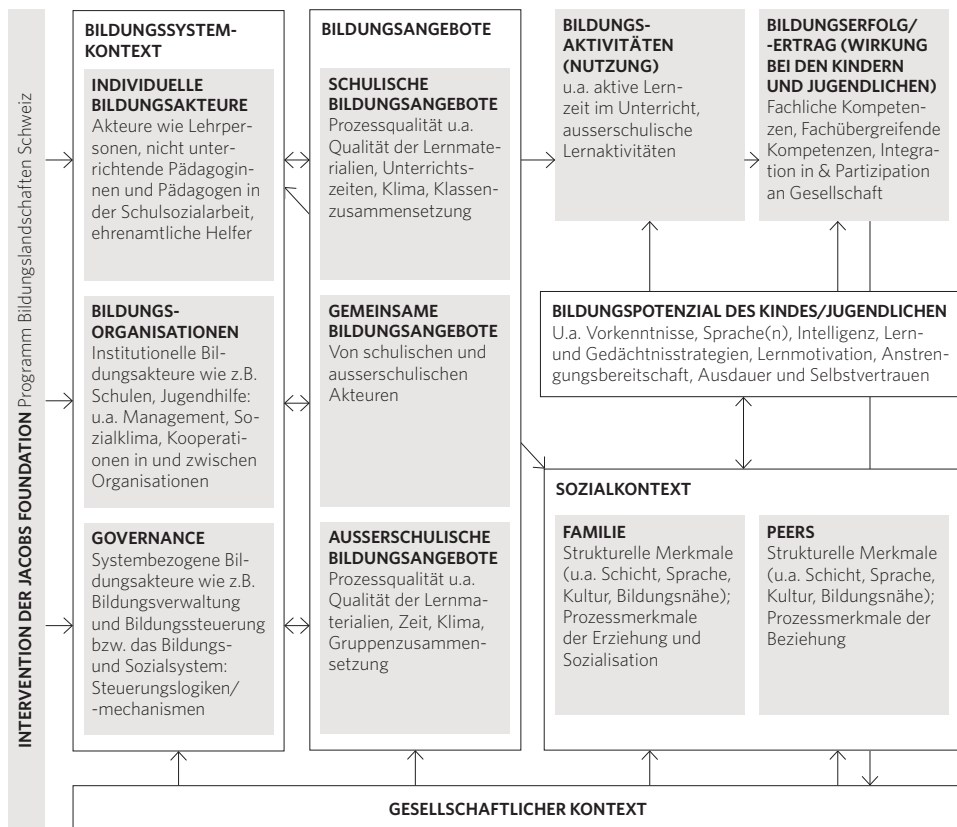 INTERVENTION DER JACOBS FOUNDATION Programm Bildungslandschaften Schweiz
BILDUNGSSYSTEM-
KONTEXT
INDIVIDUELLE
BILDUNGSAKTEURE
Akteure wie Lehrper-
sonen, nicht unter-
richtende Pädagogin-
nen und Pädagogen in
der Schulsozialarbeit,
ehrenamtliche Helfer
BILDUNGS-
ORGANISATIONEN
Institutionelle Bil-
dungsakteure wie z.B.
Schulen, Jugendhilfe:
u.a. Management, So-
zialklima, Kooperati-
onen in und zwischen
Organisationen
GOVERNANCE
Systembezogene Bil-
dungsakteure wie z.B.
Bildungsverwaltung
und Bildungssteuerung
bzw. das Bildungs-
und Sozialsystem:
Steuerungslogiken/
-mechanismen
BILDUNGSANGEBOTE
SCHULISCHE
BILDUNGSANGEBOTE
Prozessqualität u.a.
Qualität der Lernmate-
rialien, Unterrichts-
zeiten, Klima, Klassen-
zusammensetzung
GEMEINSAME
BILDUNGSANGEBOTE
Von schulischen und
ausserschulischen
Akteuren
AUSSERSCHULISCHE
BILDUNGSANGEBOTE
Prozessqualität u.a.
Qualität der Lernma-
terialien, Zeit, Klima,
Gruppenzusammen-
setzung
BILDUNGS-
AKTIVITÄTEN
(NUTZUNG)
u.a. aktive Lern-
zeit im Unterricht,
ausserschulische
Lernaktivitäten
BILDUNGSERFOLG/
-ERTRAG (WIRKUNG
BEI DEN KINDERN
UND JUGENDLICHEN)
Fachliche Kompeten-
zen, Fachübergreifende
Kompetenzen, Integra-
tion in & Partizipation
an Gesellschaft
BILDUNGSPOTENZIAL DES KINDES/JUGENDLICHEN
U.a. Vorkenntnisse, Sprache(n), Intelligenz, Lern-
und Gedächtnisstrategien, Lernmotivation, Anstren-
gungsbereitschaft, Ausdauer und Selbstvertrauen
SOZIALKONTEXT
FAMILIE
Strukturelle Merkmale
(u.a. Schicht, Sprache,
Kultur, Bildungsnähe);
Prozessmerkmale
der Erziehung und
Sozialisation
PEERS
Strukturelle Merkmale
(u.a. Schicht, Sprache,
Kultur, Bildungsnähe);
Prozessmerkmale der
Beziehung
GESELLSCHAFTLICHER KONTEXT